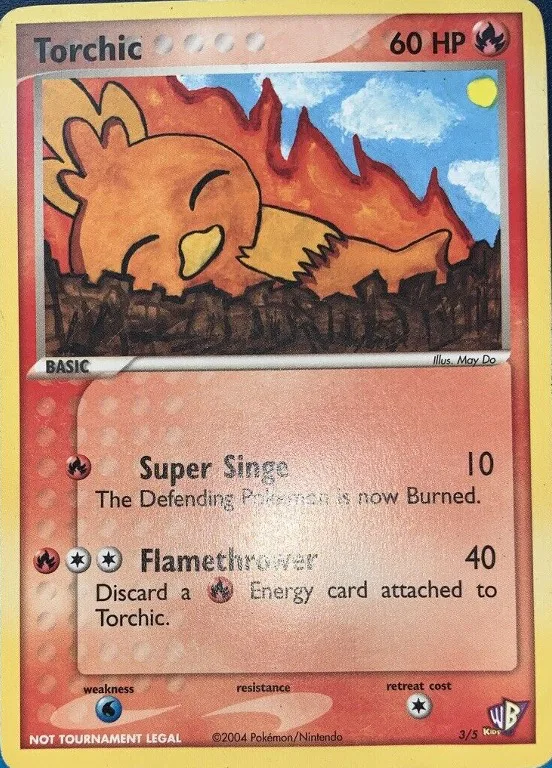 Torchic 60 HP
BASIC Illus. May Do
Super Singe 10
The Defending Pokémon is now Burned.
Flamethrower 40
Discard a Energy card attached to
Torchic.
weakness resistance retreat cost
3/5 KiDS WB
NOT TOURNAMENT LEGAL ©2004 Pokémon/Nintendo